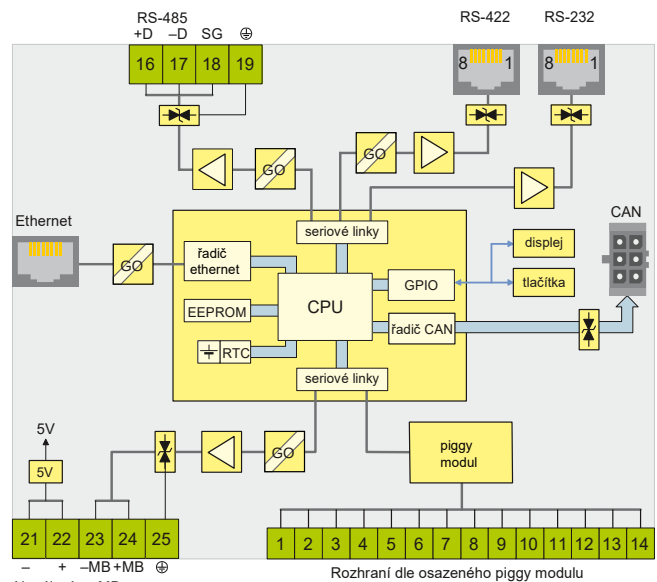 RS-485
+D –D SG
16 17 18 19
RS-422
8 1
RS-232
8 1
GO
GO
Ethernet
GO
seriové linky
řadič
ethernet
EEPROM
RTC
CPU
GPIO
řadič CAN
seriové linky
displej
tlačítka
CAN
5V
5V
GO
piggy
modul
21 22 23 24 25
– + –MB +MB
1 2 3 4 5 6 7 8 9 10 11 12 13 14
Rozhraní dle osazeného piggy modulu